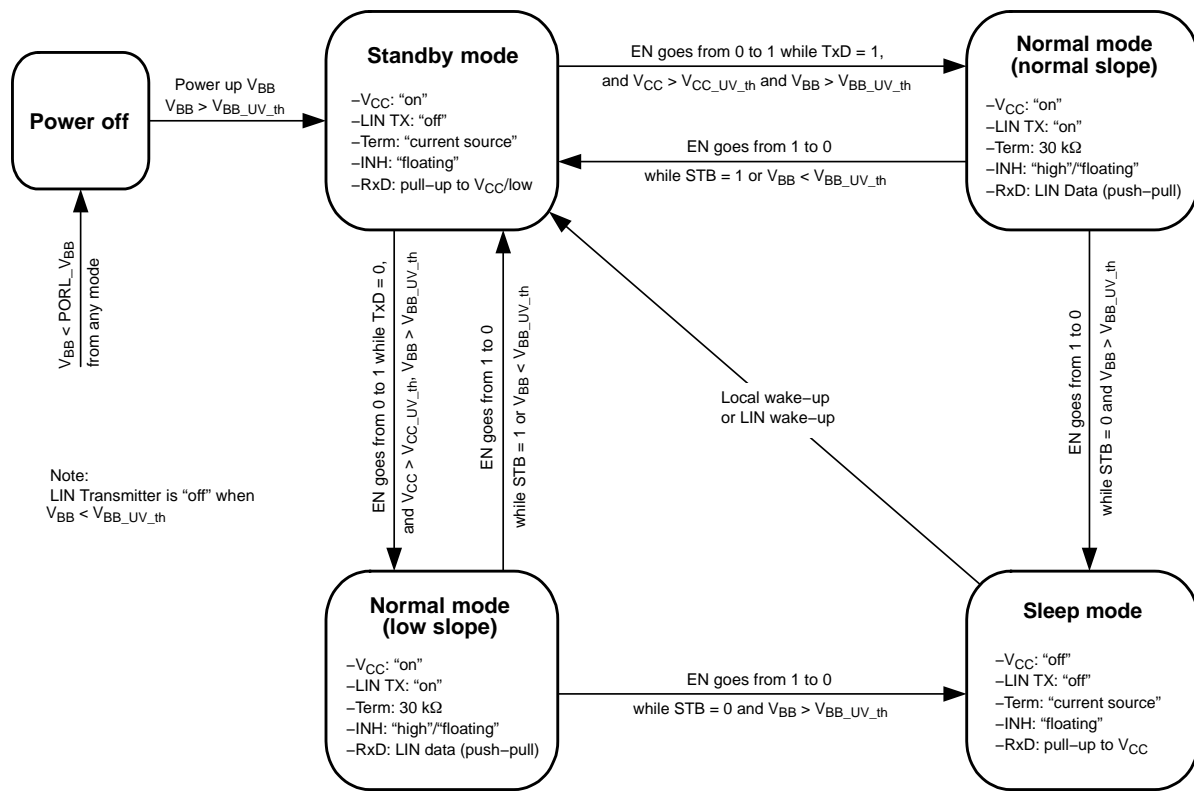 Power off
Power up V_BB
V_BB > V_BB_UV_th
V_BB < PORL_V_BB
from any mode
Note:
LIN Transmitter is “off” when
V_BB < V_BB_UV_th
Standby mode
−V_CC: “on”
−LIN TX: “off”
−Term: “current source”
−INH: “floating”
−RxD: pull−up to V_CC/low
EN goes from 0 to 1 while TxD = 1,
and V_CC > V_CC_UV_th and V_BB > V_BB_UV_th
EN goes from 1 to 0
while STB = 1 or V_BB < V_BB_UV_th
Normal mode
(normal slope)
−V_CC: “on”
−LIN TX: “on”
−Term: 30 kΩ
−INH: “high”/“floating”
−RxD: LIN Data (push−pull)
EN goes from 0 to 1 while TxD = 0,
and V_CC > V_CC_UV_th, V_BB > V_BB_UV_th
EN goes from 1 to 0
while STB = 1 or V_BB < V_BB_UV_th
Local wake−up
or LIN wake−up
EN goes from 1 to 0
while STB = 0 and V_BB > V_BB_UV_th
Normal mode
(low slope)
−V_CC: “on”
−LIN TX: “on”
−Term: 30 kΩ
−INH: “high”/“floating”
−RxD: LIN data (push−pull)
EN goes from 1 to 0
while STB = 0 and V_BB > V_BB_UV_th
Sleep mode
−V_CC: “off”
−LIN TX: “off”
−Term: “current source”
−INH: “floating”
−RxD: pull−up to V_CC